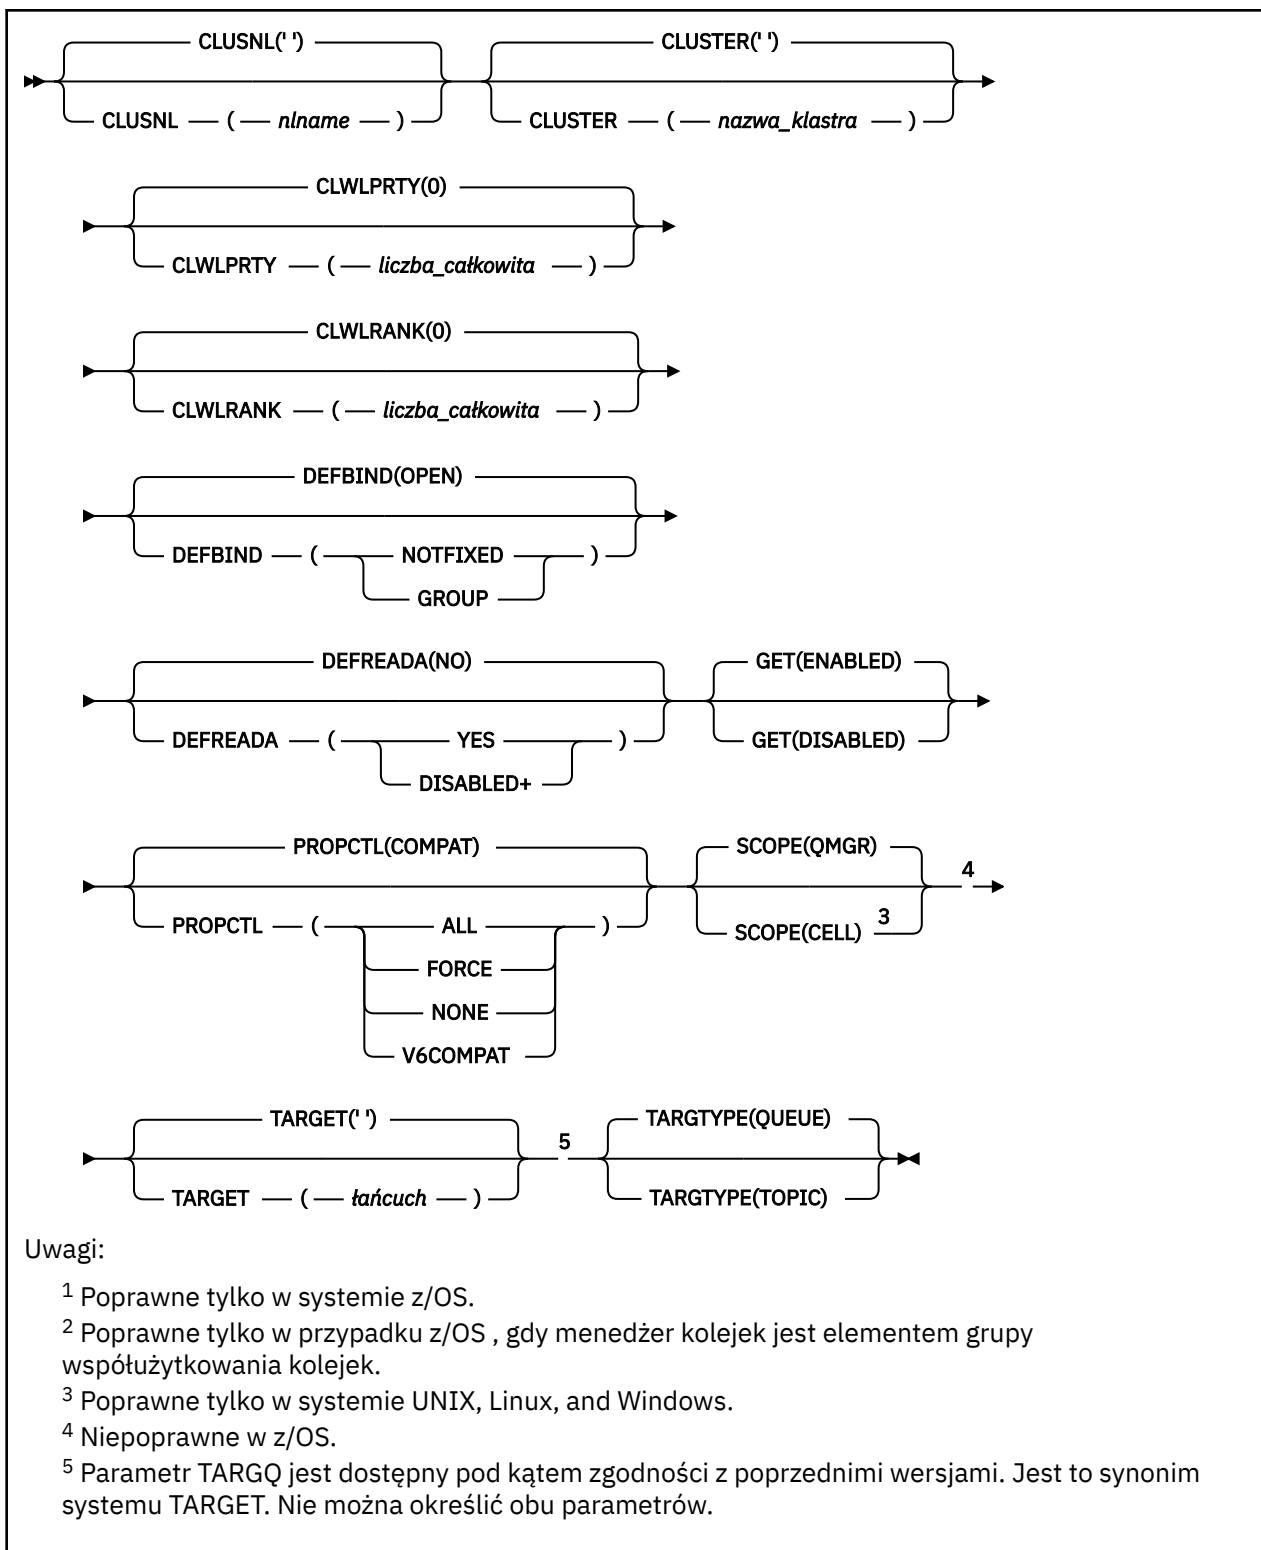 CLUSNL(' ') CLUSTER(' ')
CLUSNL ( nlname ) CLUSTER ( nazwa_klastra )
CLWLPRTY(0)
CLWLPRTY ( liczba_całkowita )
CLWLRANK(0)
CLWLRANK ( liczba_całkowita )
DEFBIND(OPEN)
DEFBIND ( NOTFIXED )
GROUP
DEFREADA(NO) GET(ENABLED)
DEFREADA ( YES ) GET(DISABLED)
DISABLED+
PROPCTL(COMPAT) SCOPE(QMGR) 4
PROPCTL ( ALL ) SCOPE(CELL) 3
FORCE
NONE
V6COMPAT
TARGET(' ') 5 TARGTYPE(QUEUE)
TARGET ( łańcuch ) TARGTYPE(TOPIC)
Uwagi:
1 Poprawne tylko w systemie z/OS.
2 Poprawne tylko w przypadku z/OS , gdy menedżer kolejek jest elementem grupy
współużytkowania kolejek.
3 Poprawne tylko w systemie UNIX, Linux, and Windows.
4 Niepoprawne w z/OS.
5 Parametr TARGQ jest dostępny pod kątem zgodności z poprzednimi wersjami. Jest to synonim
systemu TARGET. Nie można określić obu parametrów.